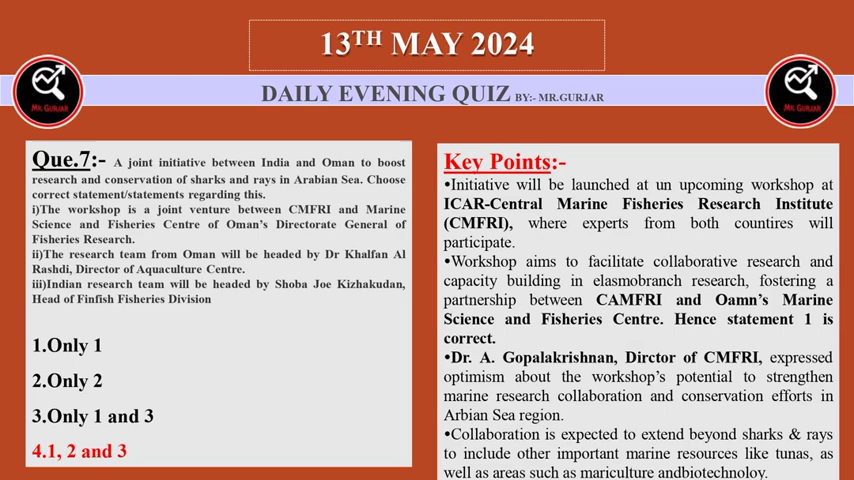 13TH MAY 2024
DAILY EVENING QUIZ BY:- MR.GURJAR
MR.GURJAR
MR.GURJAR
Que.7:- A joint initiative between India and Oman to boost
research and conservation of sharks and rays in Arabian Sea. Choose
correct statement/statements regarding this.
i)The workshop is a joint venture between CMFRI and Marine
Science and Fisheries Centre of Oman's Directorate General of
Fisheries Research.
ii)The research team from Oman will be headed by Dr Khalfan Al
Rashdi, Director of Aquaculture Centre.
iii)Indian research team will be headed by Shoba Joe Kizhakudan,
Head of Finfish Fisheries Division
1.Only 1
2.Only 2
3.Only 1 and 3
4.1, 2 and 3
Key Points:-
•Initiative will be launched at un upcoming workshop at
ICAR-Central Marine Fisheries Research Institute
(CMFRI), where experts from both countires will
participate.
•Workshop aims to facilitate collaborative research and
capacity building in elasmobranch research, fostering a
partnership between CAMFRI and Oamn's Marine
Science and Fisheries Centre. Hence statement 1 is
correct.
•Dr. A. Gopalakrishnan, Dirctor of CMFRI, expressed
optimism about the workshop's potential to strengthen
marine research collaboration and conservation efforts in
Arbian Sea region.
•Collaboration is expected to extend beyond sharks & rays
to include other important marine resources like tunas, as
well as areas such as mariculture andbiotechnoloy.